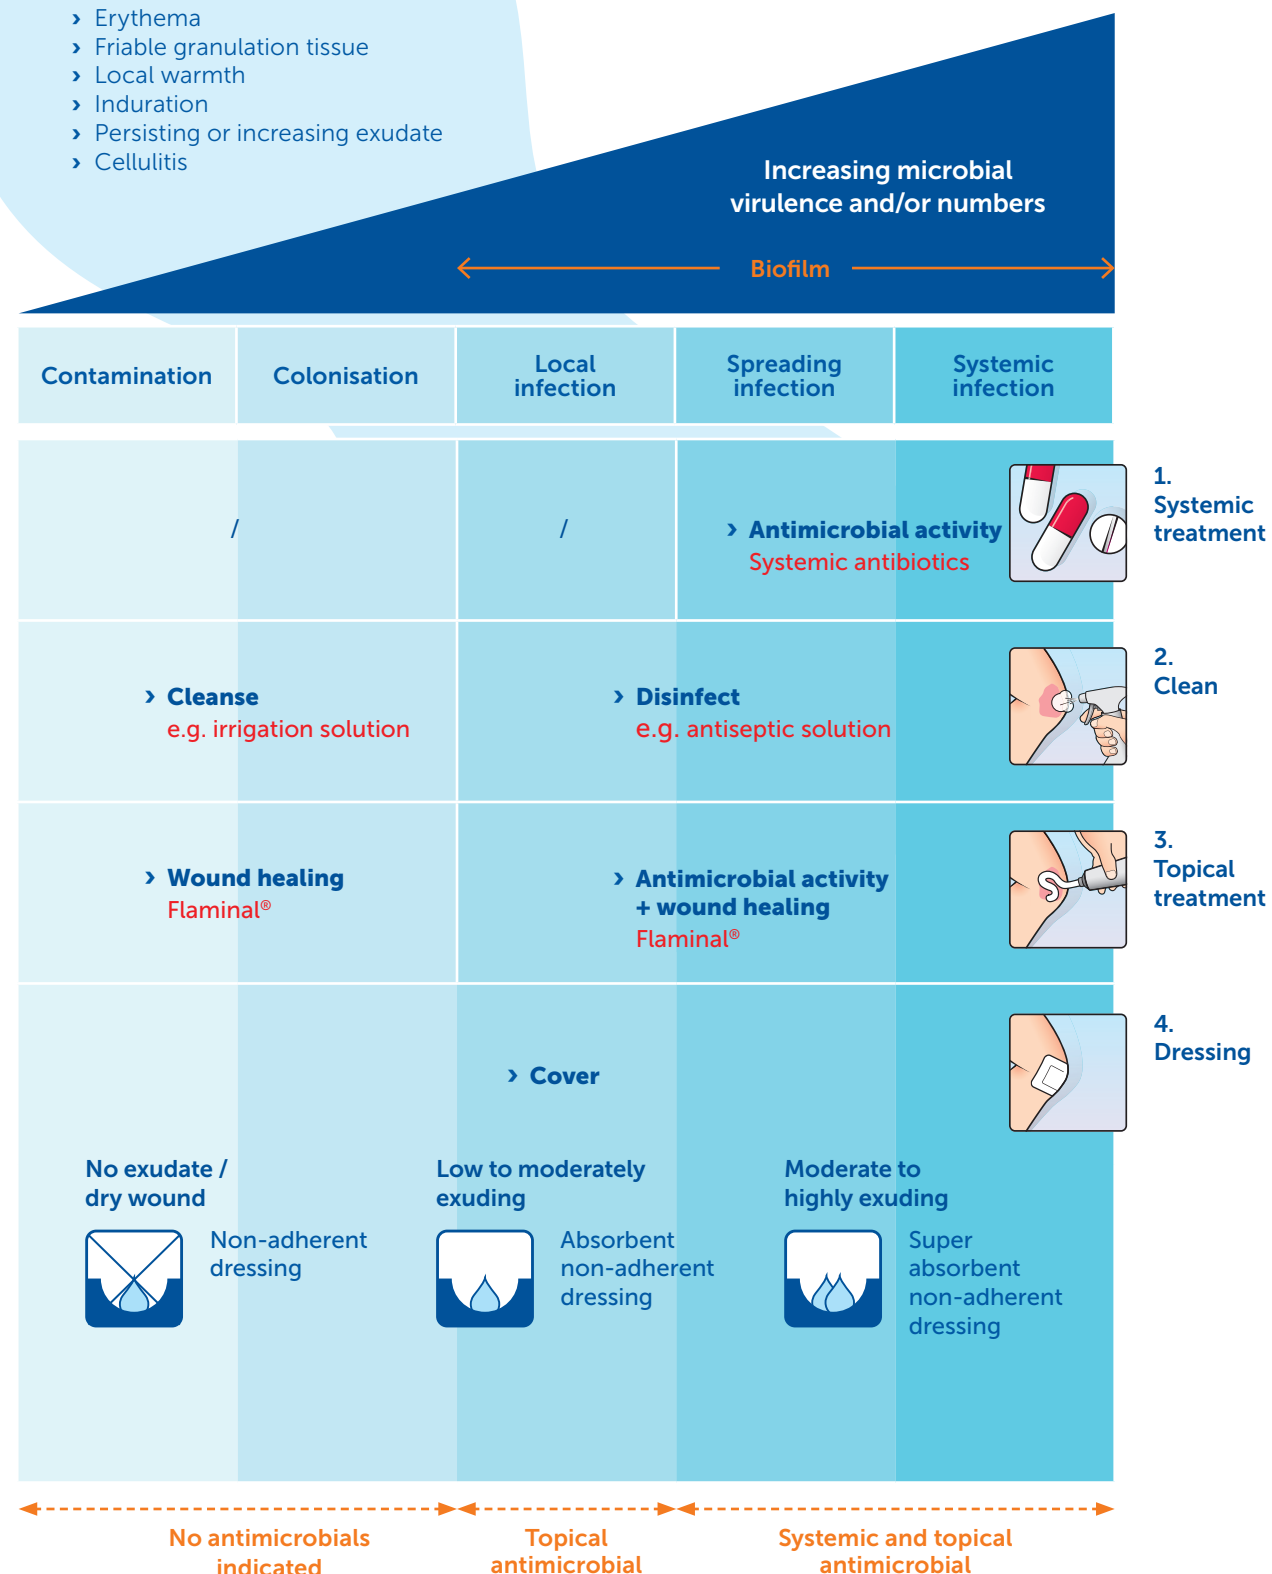 › Erythema
› Friable granulation tissue
› Local warmth
› Induration
› Persisting or increasing exudate
› Cellulitis
Increasing microbial
virulence and/or numbers
Biofilm
Contamination
Colonisation
Local
infection
Spreading
infection
Systemic
infection
/
/
› Antimicrobial activity
Systemic antibiotics
1.
Systemic
treatment
› Cleanse
e.g. irrigation solution
› Disinfect
e.g. antiseptic solution
2.
Clean
› Wound healing
Flaminal®
› Antimicrobial activity
+ wound healing
Flaminal®
3.
Topical
treatment
› Cover
4.
Dressing
No exudate /
dry wound
Non-adherent
dressing
Low to moderately
exuding
Absorbent
non-adherent
dressing
Moderate to
highly exuding
Super
absorbent
non-adherent
dressing
No antimicrobials
indicated
Topical
antimicrobial
Systemic and topical
antimicrobial